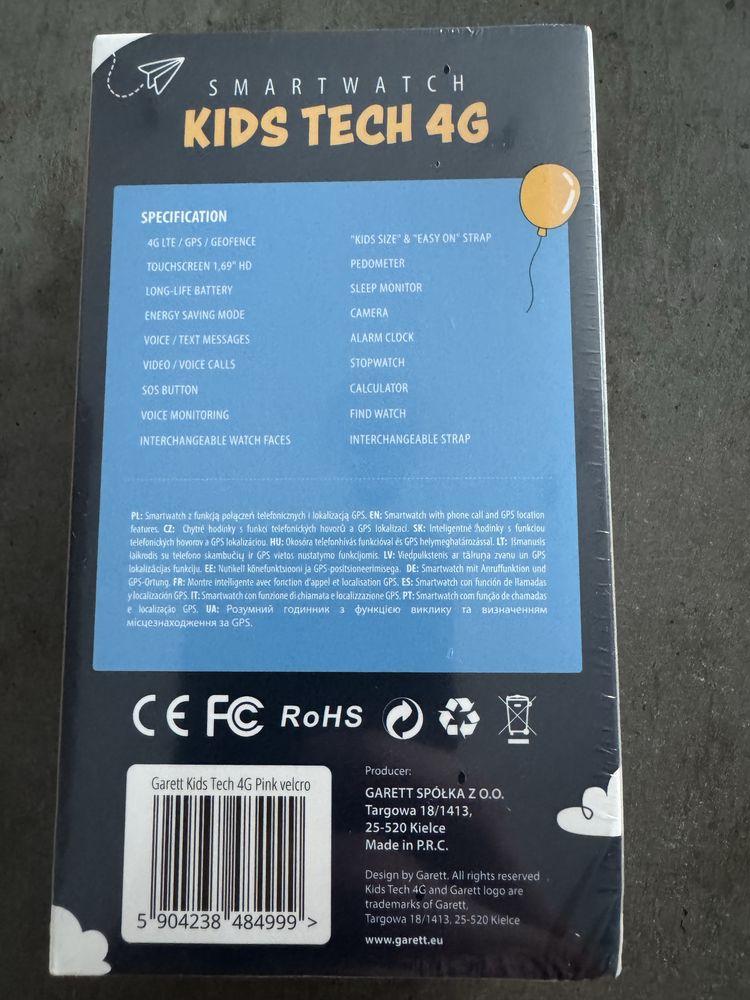 SMARTWATCH
KIDS TECH 4G
SPECIFICATION
4G LTE / GPS / GEOFENCE
TOUCHSCREEN 1,69" HD
LONG-LIFE BATTERY
ENERGY SAVING MODE
VOICE / TEXT MESSAGES
VIDEO / VOICE CALLS
SOS BUTTON
VOICE MONITORING
INTERCHANGEABLE WATCH FACES
"KIDS SIZE" & "EASY ON" STRAP
PEDOMETER
SLEEP MONITOR
CAMERA
ALARM CLOCK
STOPWATCH
CALCULATOR
FIND WATCH
INTERCHANGEABLE STRAP
PL: Smartwatch z funkcją połączeń telefonicznych i lokalizacją GPS. EN: Smartwatch with phone call and GPS location
features. CZ: Chytré hodinky s funkcí telefonických hovorů a GPS lokalizací. SK: Inteligentné hodinky s funkciou
telefonických hovorov a GPS lokalizáciou. HU: Okosóra telefonhívás funkcióval és GPS helymeghatározással. LT: Išmanusis
laikrodis su telefono skambučių ir GPS vietos nustatymo funkcijomis. LV: Viedpulkstenis ar tālruņa zvanu un GPS
lokalizācijas funkciju. EE: Nutikell kõnefunktsiooni ja GPS-positsioneerimisega. DE: Smartwatch mit Anruffunktion und
GPS-Ortung. FR: Montre intelligente avec fonction d'appel et localisation GPS. ES: Smartwatch con función de llamadas
y localización GPS. IT: Smartwatch con funzione di chiamata e localizzazione GPS. PT: Smartwatch com função de chamadas
e localização GPS. UA: Розумний годинник з функцією виклику та визначенням
місцезнаходження за GPS.
CE FC RoHS
Garett Kids Tech 4G Pink velcro
5 904238 484999 >
Producer:
GARETT SPÓŁKA Z O.O.
Targowa 18/1413,
25-520 Kielce
Made in P.R.C.
Design by Garett. All rights reserved
Kids Tech 4G and Garett logo are
trademarks of Garett,
Targowa 18/1413, 25-520 Kielce
www.garett.eu